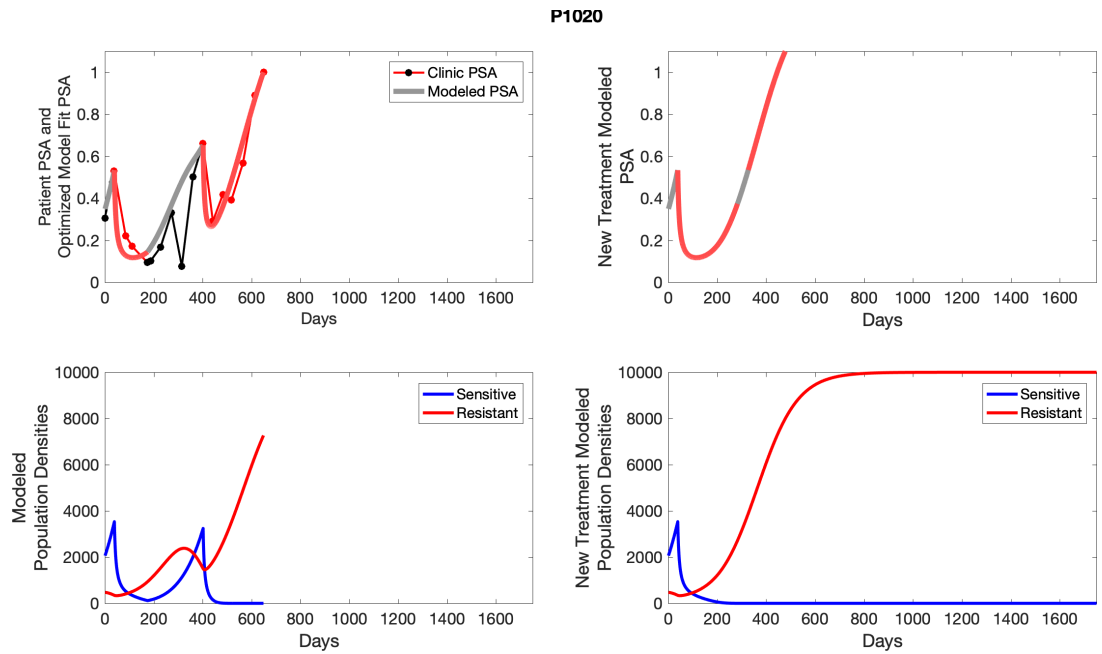 P1020
Patient PSA and
Optimized Model Fit PSA
1
0.8
0.6
0.4
0.2
0
0 200 400 600 800 1000 1200 1400 1600
Days
Clinic PSA
Modeled PSA
New Treatment Modeled
PSA
1
0.8
0.6
0.4
0.2
0
0 200 400 600 800 1000 1200 1400 1600
Days
Modeled
Population Densities
10000
8000
6000
4000
2000
0
0 200 400 600 800 1000 1200 1400 1600
Days
Sensitive
Resistant
New Treatment Modeled
Population Densities
10000
8000
6000
4000
2000
0
0 200 400 600 800 1000 1200 1400 1600
Days
Sensitive
Resistant